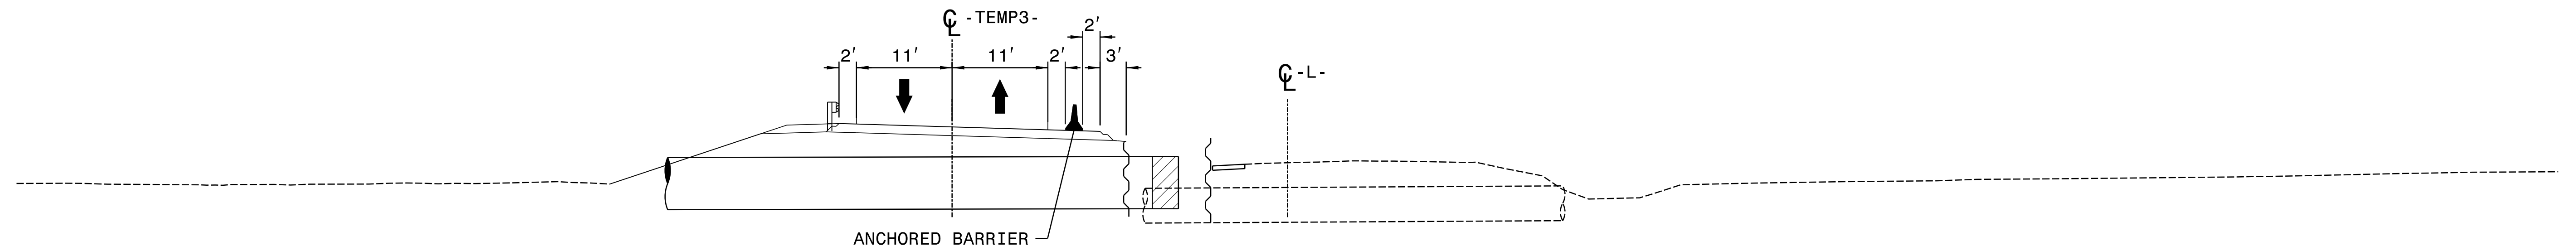 ℄ -TEMP3-
2'
2' 11' 11' 2' 3'
℄ -L-
ANCHORED BARRIER